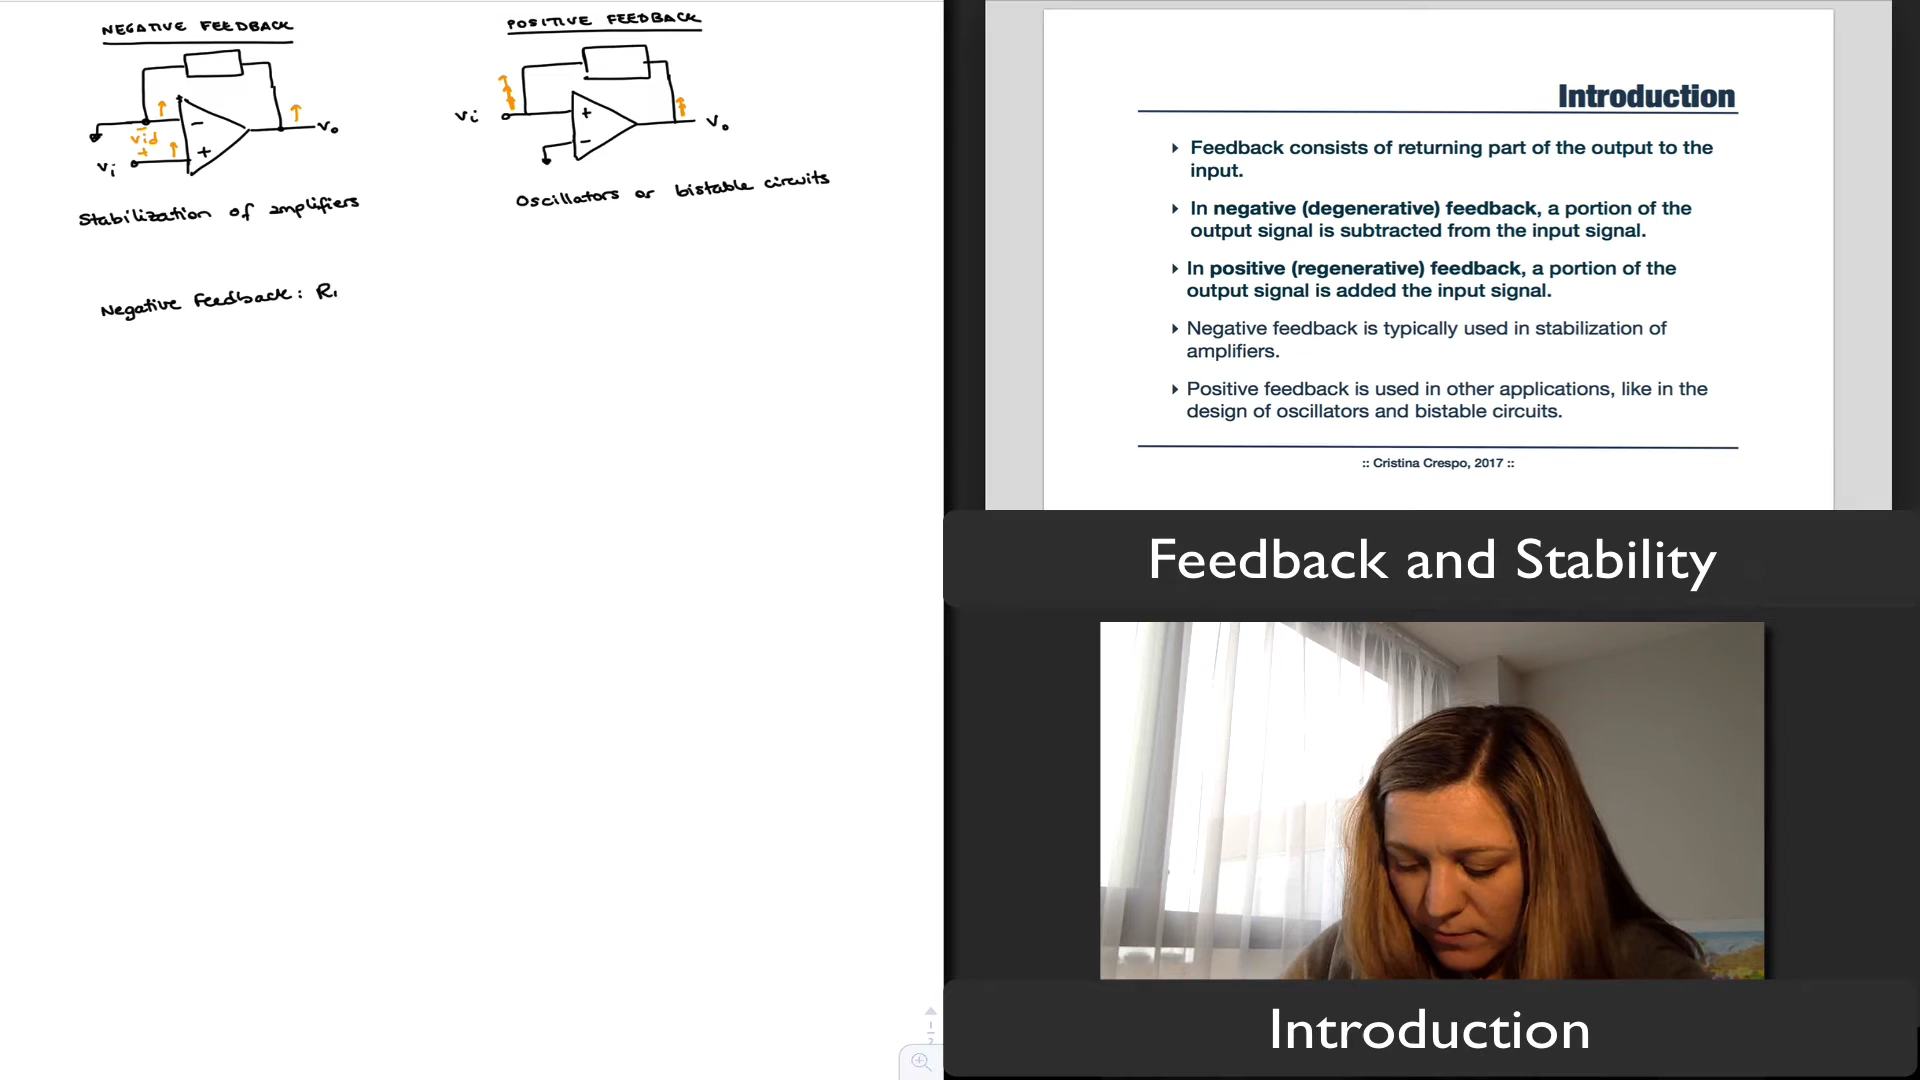 NEGATIVE FEEDBACK
vid
-
+
-
+
vi
vo
Stabilization of amplifiers
Negative Feedback: R1
POSITIVE FEEDBACK
vi
+
-
vo
Oscillators or bistable circuits
Introduction
Feedback consists of returning part of the output to the
input.
In negative (degenerative) feedback, a portion of the
output signal is subtracted from the input signal.
In positive (regenerative) feedback, a portion of the
output signal is added the input signal.
Negative feedback is typically used in stabilization of
amplifiers.
Positive feedback is used in other applications, like in the
design of oscillators and bistable circuits.
:: Cristina Crespo, 2017 ::
Feedback and Stability
Introduction